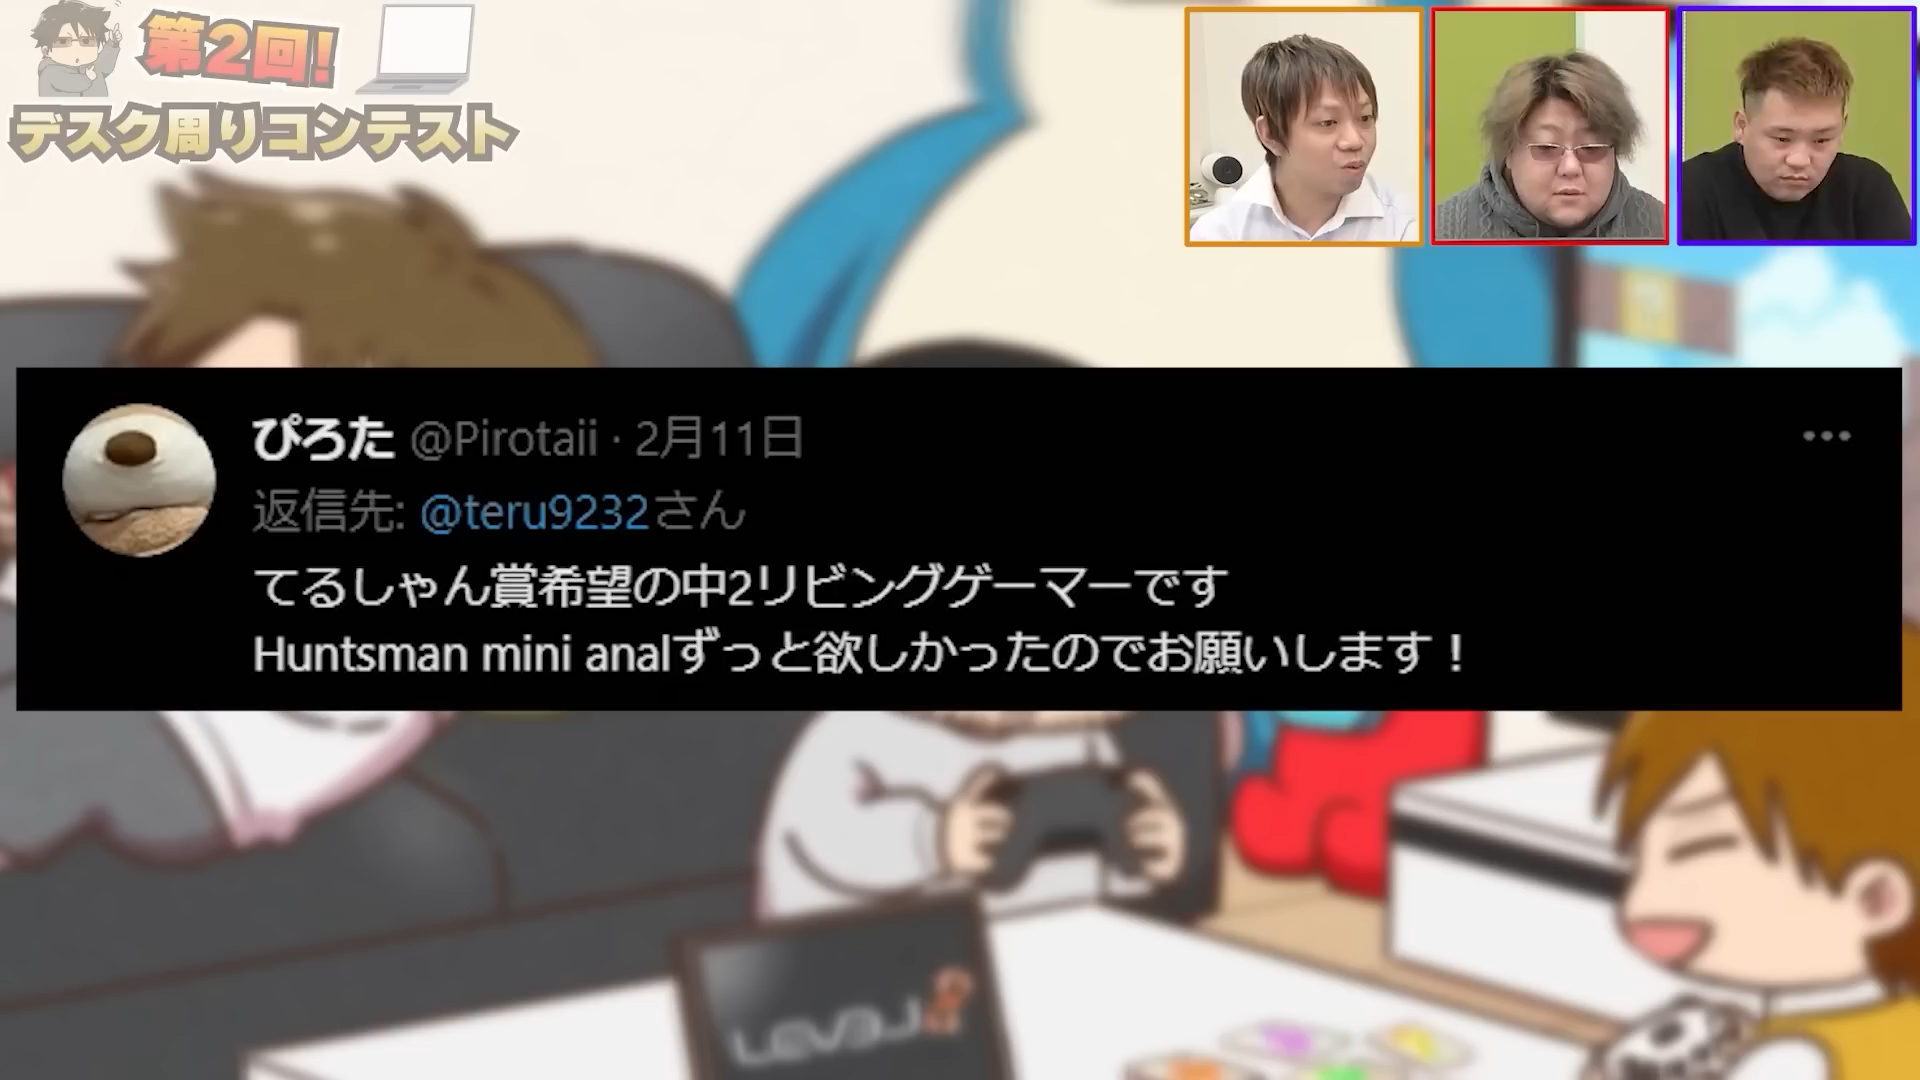 第2回!
デスク周りコンテスト
ぴろた @Pirotaii · 2月11日
返信先: @teru9232さん
てるしゃん賞希望の中2リビングゲーマーです
Huntsman mini analずっと欲しかったのでお願いします！
LEVEL